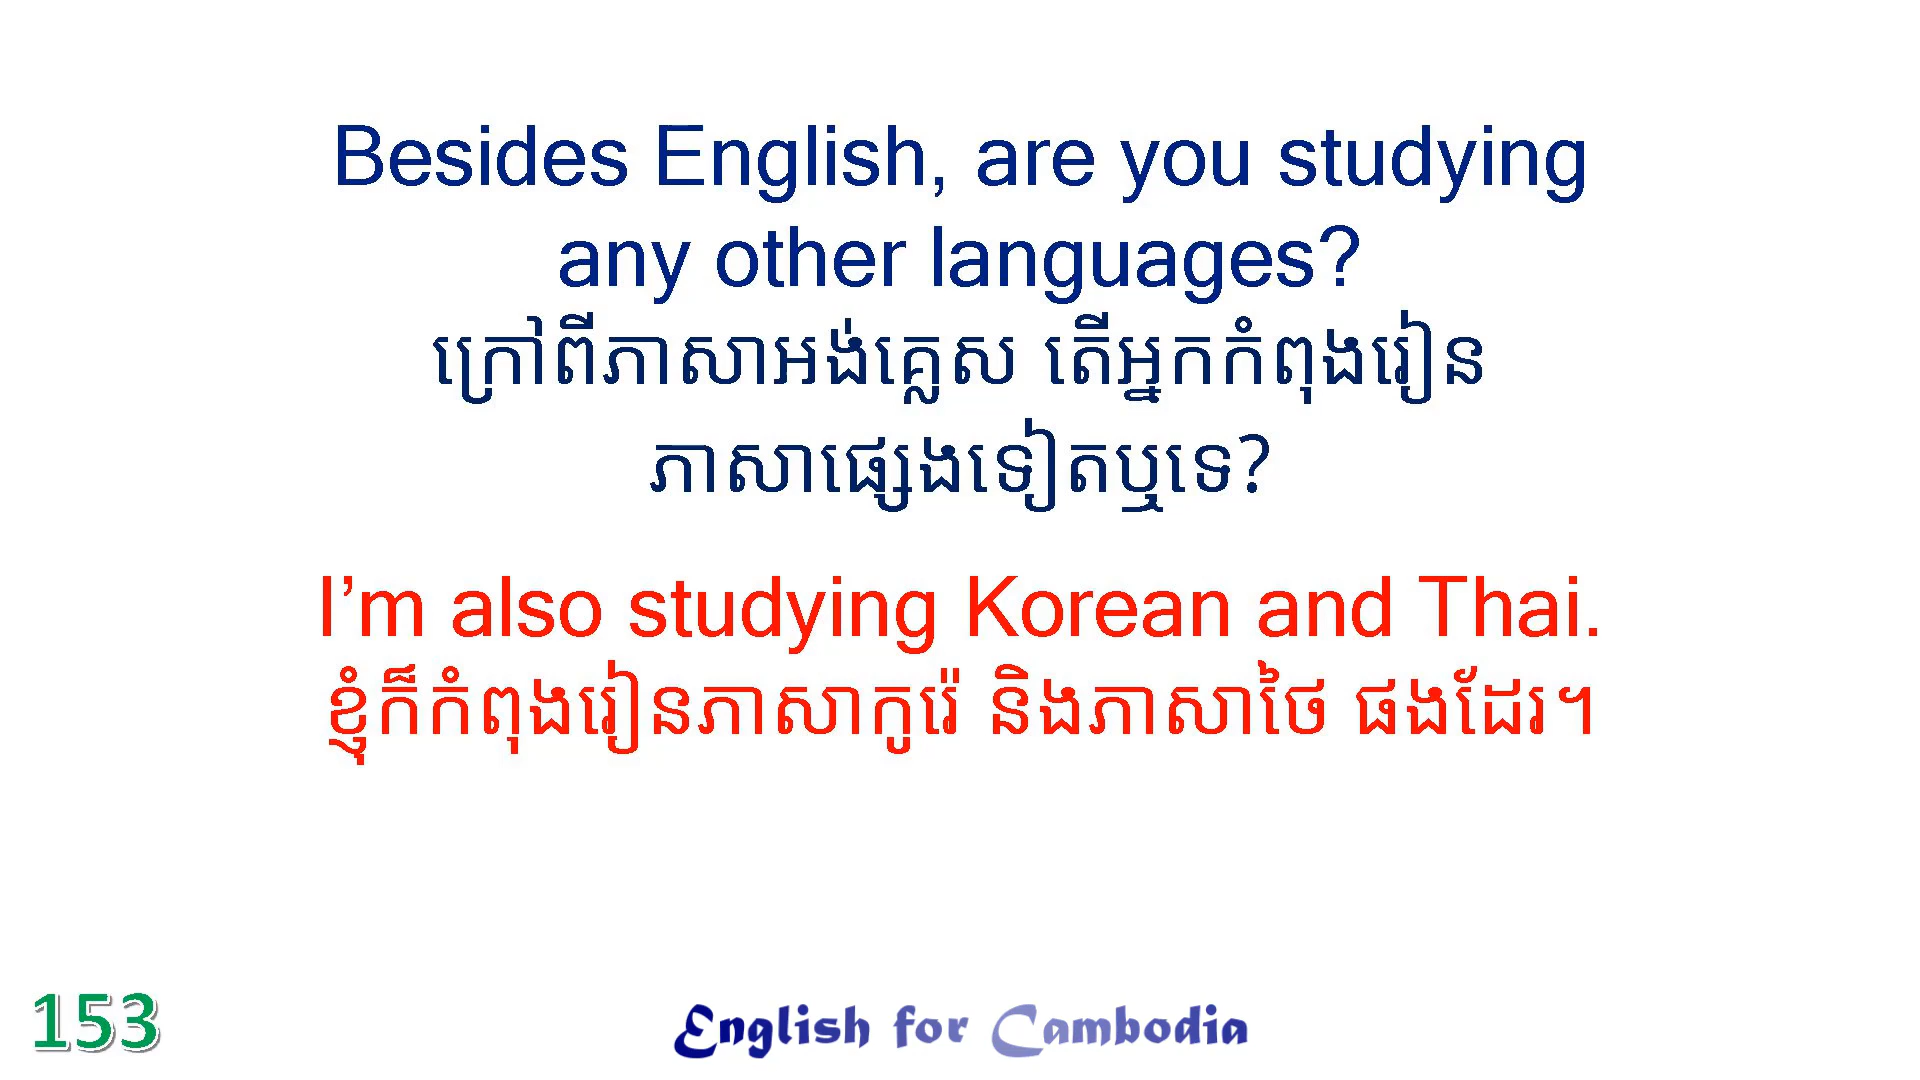 Besides English, are you studying
any other languages?
ក្រៅពីភាសាអង់គ្លេស តើអ្នកកំពុងរៀន
ភាសាផ្សេងទៀតឬទេ?
I’m also studying Korean and Thai.
ខ្ញុំក៏កំពុងរៀនភាសាកូរ៉េ និងភាសាថៃ ផងដែរ។
153
English for Cambodia